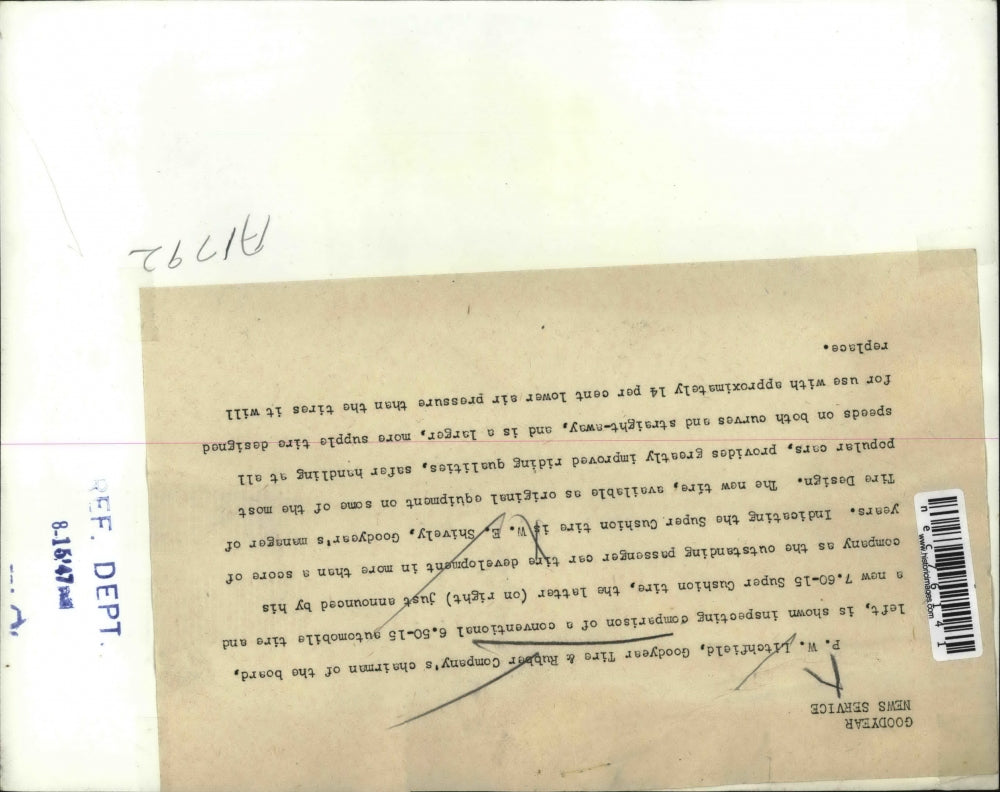 GOODYEAR
NEWS SERVICE
P. W. Litchfield, Goodyear Tire & Rubber Company's chairman of the board,
left, is shown inspecting comparison of a conventional 6.50-15 automobile tire and
a new 7.60-15 Super Cushion tire, the latter (on right) just announced by his
company as the outstanding passenger car tire development in more than a score of
years. Indicating the Super Cushion tire is W. E. Shively, Goodyear's manager of
Tire Design. The new tire, available as original equipment on some of the most
popular cars, provides greatly improved riding qualities, safer handling at all
speeds on both curves and straight-away, and is a larger, more supple tire designed
for use with approximately 14 per cent lower air pressure than the tires it will
replace.
A1792
REF. DEPT.
8.15'47
www.historicimages.com